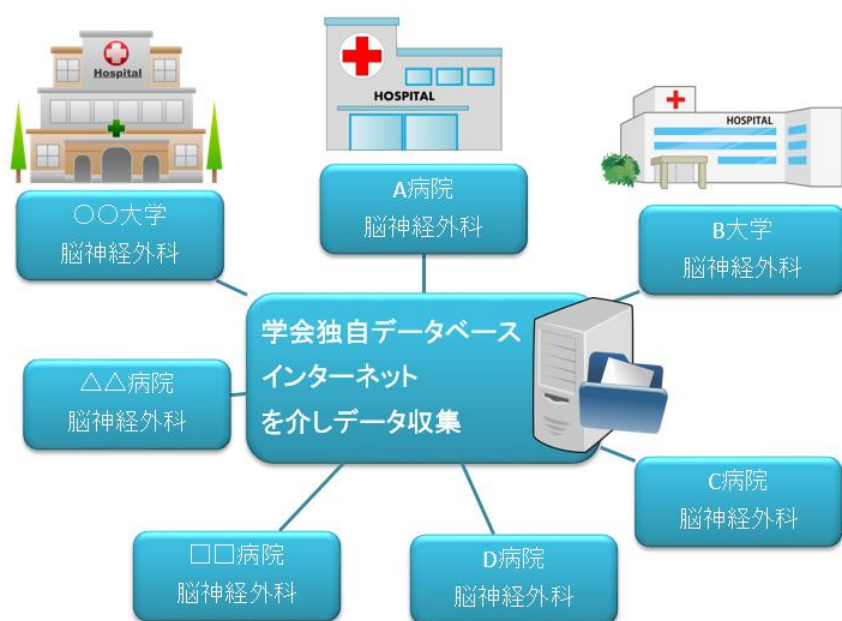 Hospital
HOSPITAL
HOSPITAL
〇〇大学
脳神経外科
A病院
脳神経外科
B大学
脳神経外科
学会独自データベース
インターネット
を介しデータ収集
△△病院
脳神経外科
C病院
脳神経外科
□□病院
脳神経外科
D病院
脳神経外科